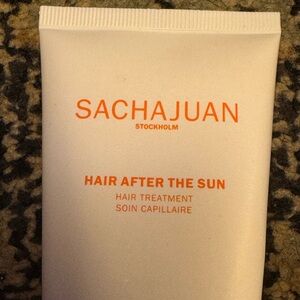 SACHAJUAN
STOCKHOLM
HAIR AFTER THE SUN
HAIR TREATMENT
SOIN CAPILLAIRE